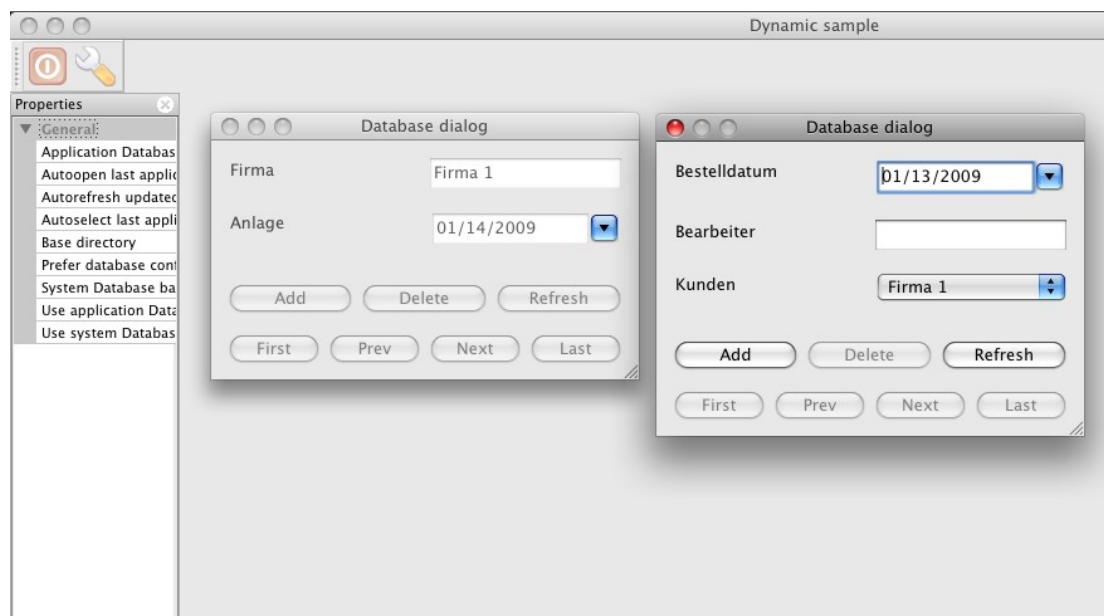 Dynamic sample
Properties
General
Application Databas
Autoopen last applic
Autorefresh updated
Autoselect last appli
Base directory
Prefer database conf
System Database ba
Use application Data
Use system Databas
Database dialog
Firma Firma 1
Anlage 01/14/2009
Add Delete Refresh
First Prev Next Last
Database dialog
Bestelldatum 01/13/2009
Bearbeiter
Kunden Firma 1
Add Delete Refresh
First Prev Next Last